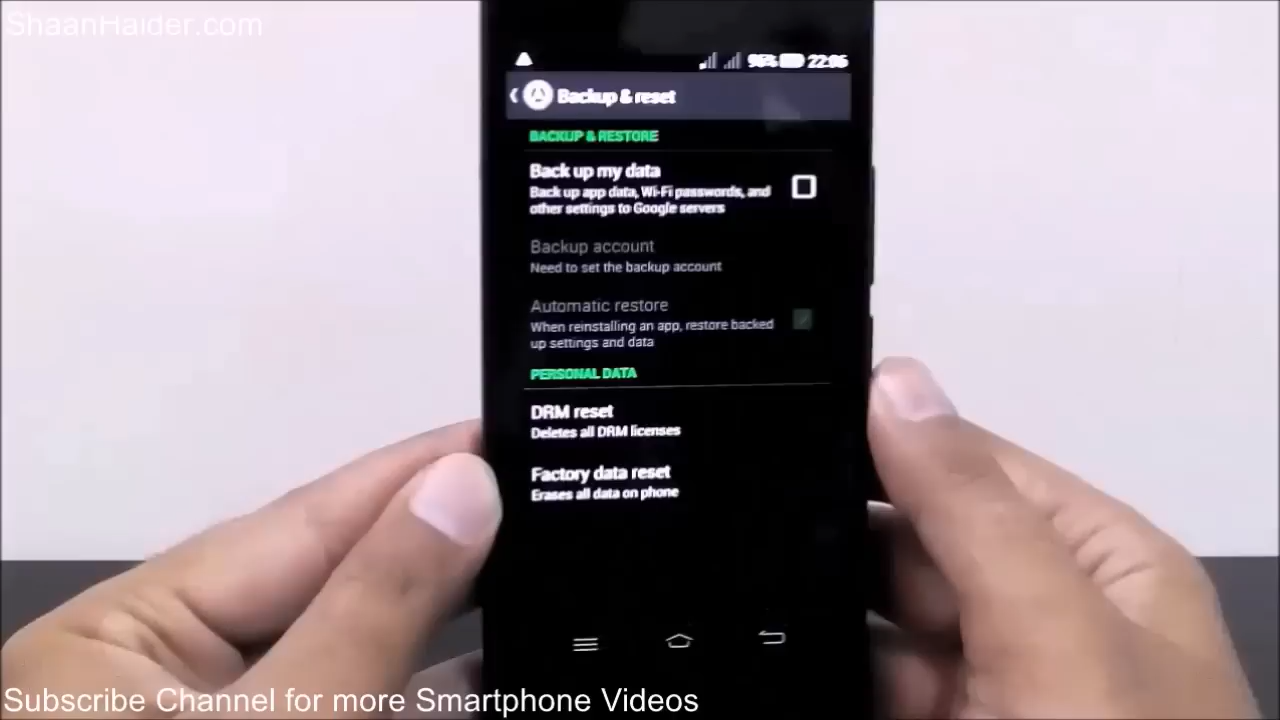 ShaanHaider.com
96% 22:06
Backup & reset
BACKUP & RESTORE
Back up my data
Back up app data, Wi-Fi passwords, and
other settings to Google servers
Backup account
Need to set the backup account
Automatic restore
When reinstalling an app, restore backed
up settings and data
PERSONAL DATA
DRM reset
Deletes all DRM licenses
Factory data reset
Erases all data on phone
Subscribe Channel for more Smartphone Videos